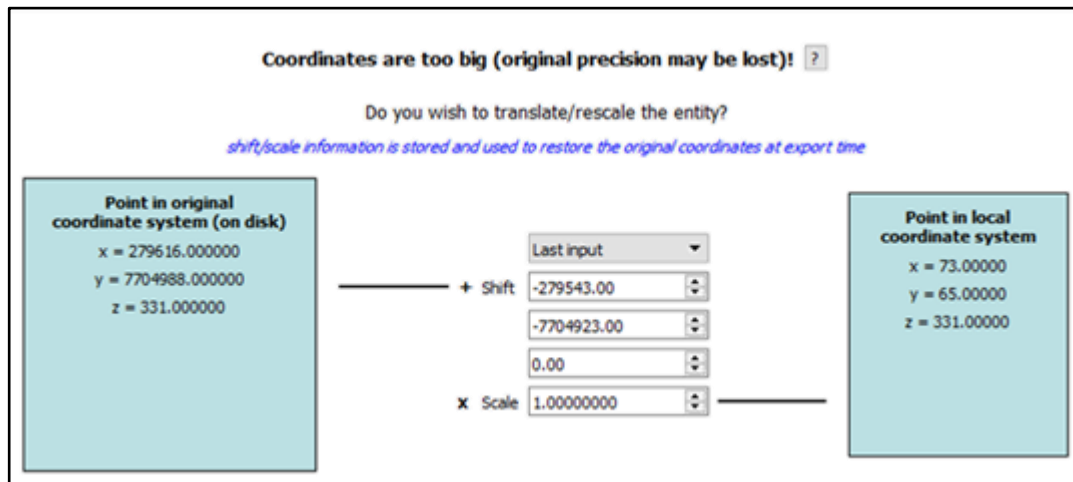 Coordinates are too big (original precision may be lost)! ?
Do you wish to translate/rescale the entity?
shift/scale information is stored and used to restore the original coordinates at export time
Point in original
coordinate system (on disk)
x = 279616.000000
y = 7704988.000000
z = 331.000000
Last input
+ Shift -279543.00
-7704923.00
0.00
x Scale 1.00000000
Point in local
coordinate system
x = 73.00000
y = 65.00000
z = 331.00000